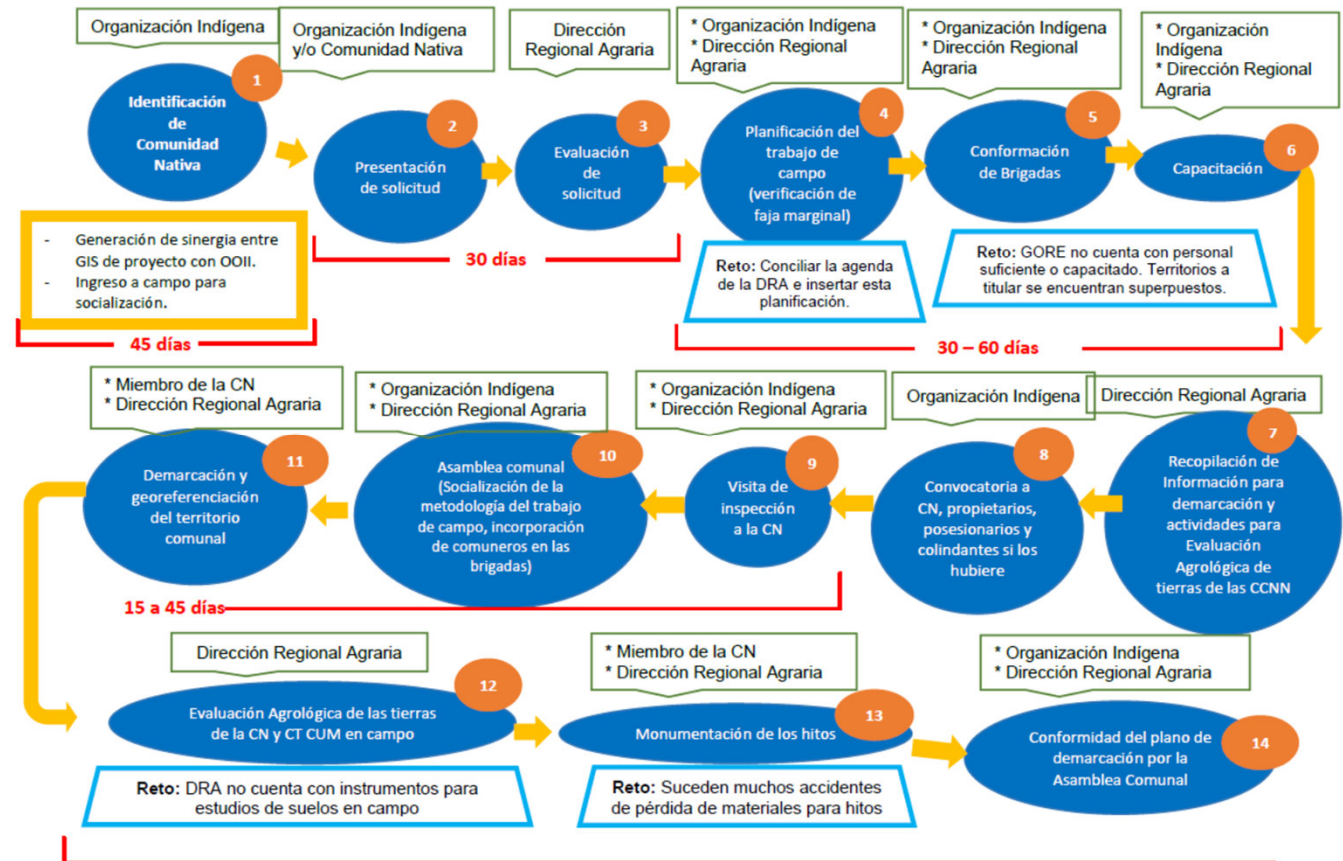 Organización Indígena
1
Identificación
de
Comunidad
Nativa
Organización Indígena
y/o Comunidad Nativa
2
Presentación
de solicitud
Dirección
Regional Agraria
3
Evaluación
de
solicitud
* Organización Indígena
* Dirección Regional
Agraria
4
Planificación del
trabajo de
campo
(verificación de
faja marginal)
* Organización Indígena
* Dirección Regional
Agraria
5
Conformación
de Brigadas
* Organización
Indígena
* Dirección Regional
Agraria
6
Capacitación
- Generación de sinergia entre
GIS de proyecto con OOII.
- Ingreso a campo para
socialización.
45 días
30 días
Reto: Conciliar la agenda
de la DRA e insertar esta
planificación.
Reto: GORE no cuenta con personal
suficiente o capacitado. Territorios a
titular se encuentran superpuestos.
30 – 60 días
* Miembro de la CN
* Dirección Regional Agraria
11
Demarcación y
georeferenciación
del territorio
comunal
* Organización Indígena
* Dirección Regional Agraria
10
Asamblea comunal
(Socialización de la
metodología del trabajo
de campo, incorporación
de comuneros en las
brigadas)
* Organización Indígena
* Dirección Regional Agraria
9
Visita de
inspección
a la CN
Organización Indígena
8
Convocatoria a
CN, propietarios,
posesionarios y
colindantes si los
hubiere
Dirección Regional Agraria
7
Recopilación de
Información para
demarcación y
actividades para
Evaluación
Agrológica de
tierras de las CCNN
15 a 45 días
Dirección Regional Agraria
12
Evaluación Agrológica de las tierras
de la CN y CT CUM en campo
Reto: DRA no cuenta con instrumentos para
estudios de suelos en campo
* Miembro de la CN
* Dirección Regional Agraria
13
Monumentación de los hitos
Reto: Suceden muchos accidentes
de pérdida de materiales para hitos
* Organización Indígena
* Dirección Regional Agraria
14
Conformidad del plano de
demarcación por la
Asamblea Comunal